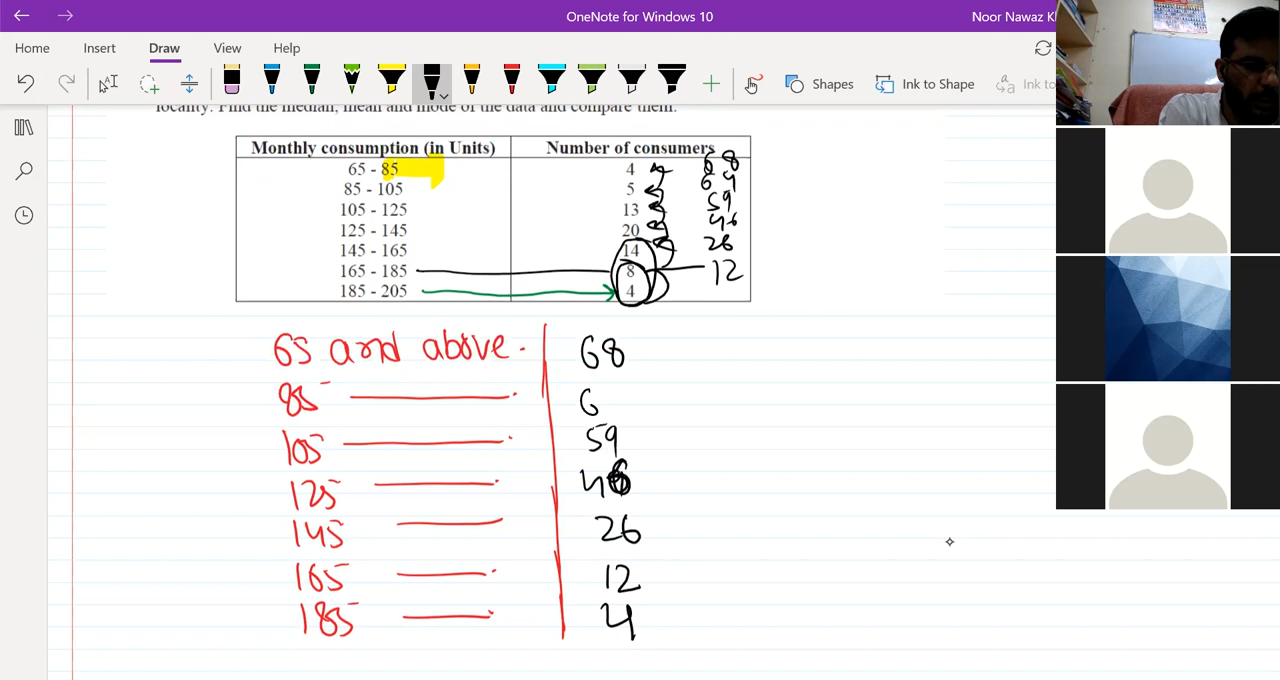 OneNote for Windows 10
Noor Nawaz K
Home Insert Draw View Help
Shapes Ink to Shape Ink to
locality. Find the median, mean and mode of the data and compare them.
Monthly consumption (in Units) Number of consumers
65 - 85 4 68
85 - 105 5 64
105 - 125 13 59
125 - 145 20 46
145 - 165 14 26
165 - 185 8 12
185 - 205 4
65 and above. 68
85 6
105 59
125 46
145 26
165 12
185 4